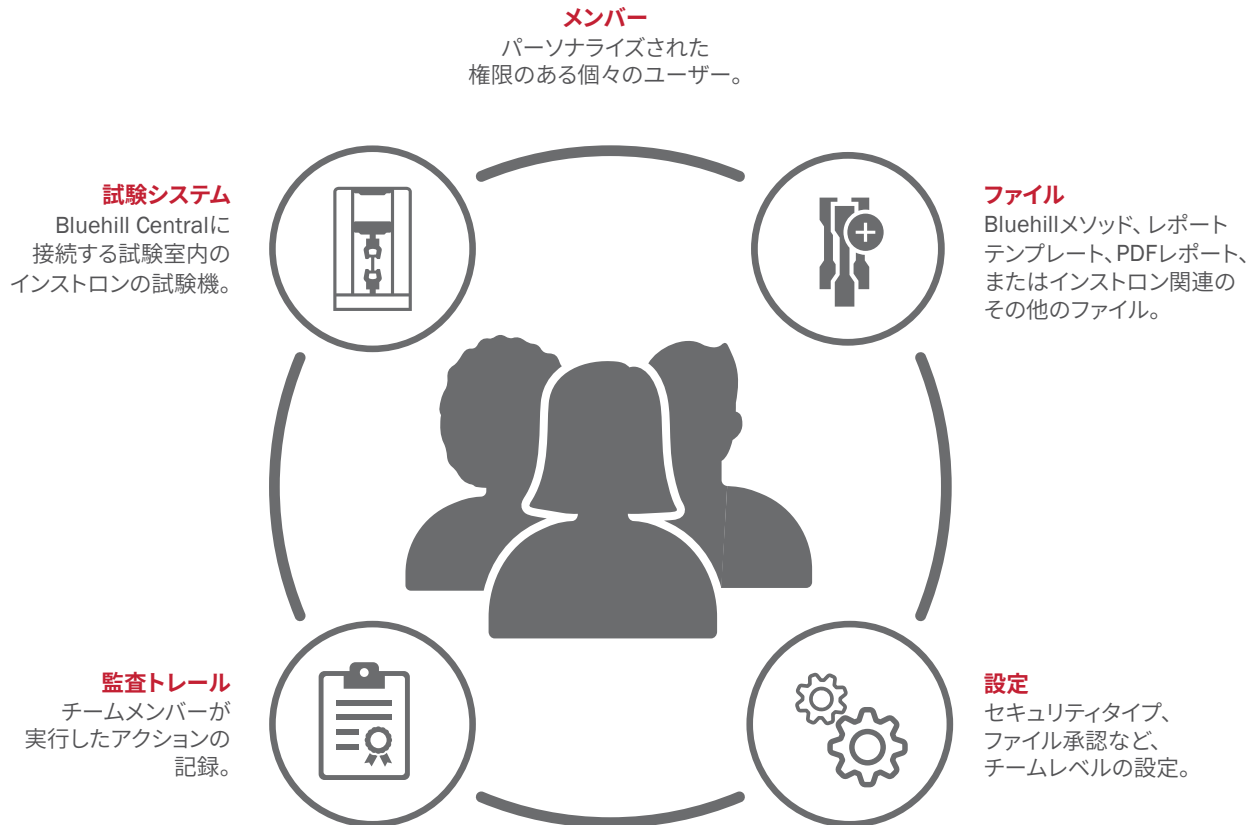 メンバー
パーソナライズされた
権限のある個々のユーザー。
試験システム
Bluehill Centralに
接続する試験室内の
インストロンの試験機。
ファイル
Bluehillメソッド、レポート
テンプレート、PDFレポート、
またはインストロン関連の
その他のファイル。
監査トレール
チームメンバーが
実行したアクションの
記録。
設定
セキュリティタイプ、
ファイル承認など、
チームレベルの設定。